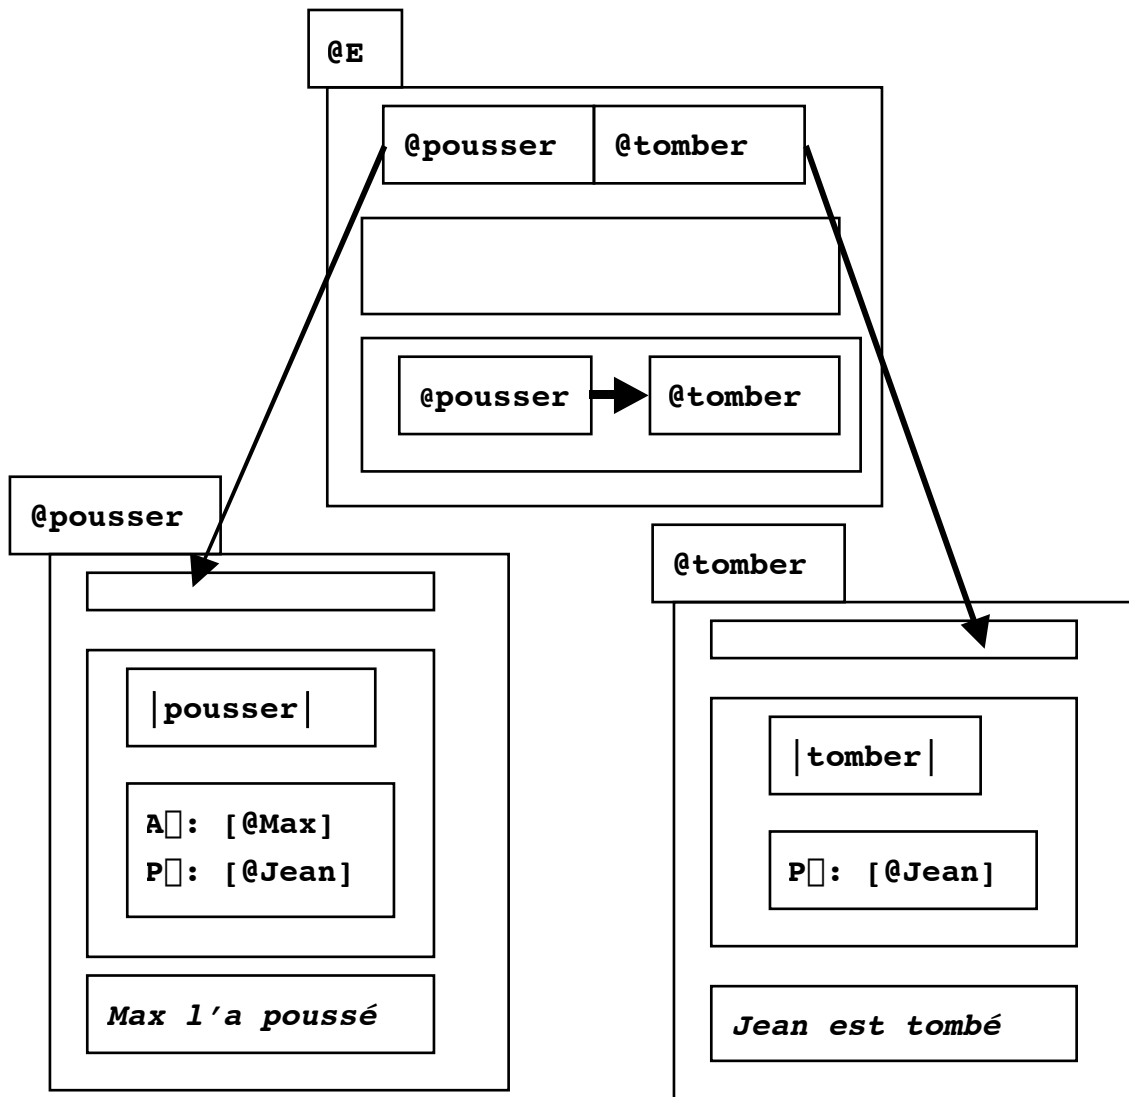 @E
@pousser @tomber
@pousser @tomber
@pousser
|pousser|
A▯: [@Max]
P▯: [@Jean]
Max l’a poussé
@tomber
|tomber|
P▯: [@Jean]
Jean est tombé